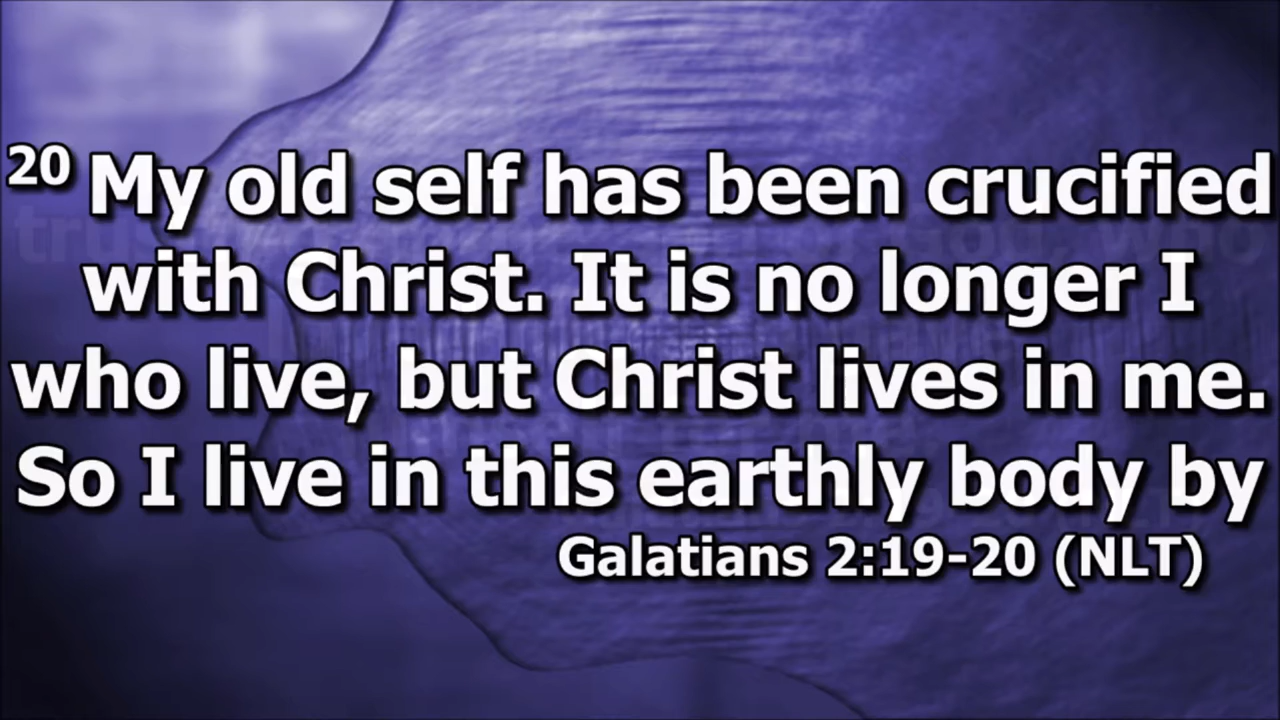 20 My old self has been crucified
with Christ. It is no longer I
who live, but Christ lives in me.
So I live in this earthly body by
Galatians 2:19-20 (NLT)